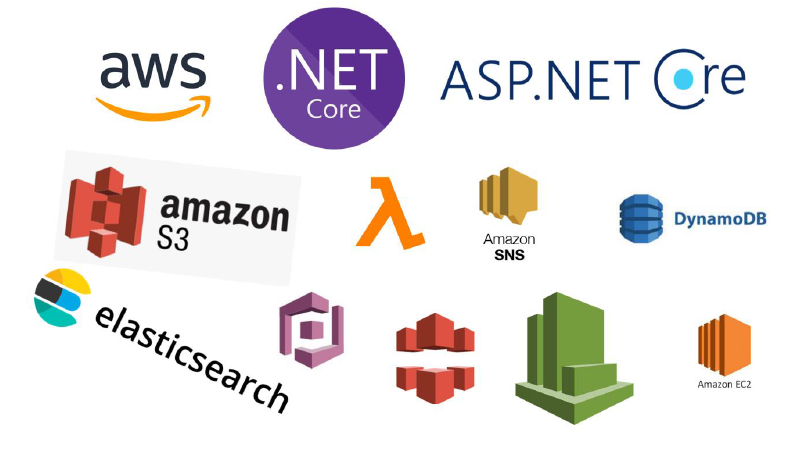 aws
.NET
Core
ASP.NET Core
amazon
S3
Amazon
SNS
DynamoDB
elasticsearch
Amazon EC2